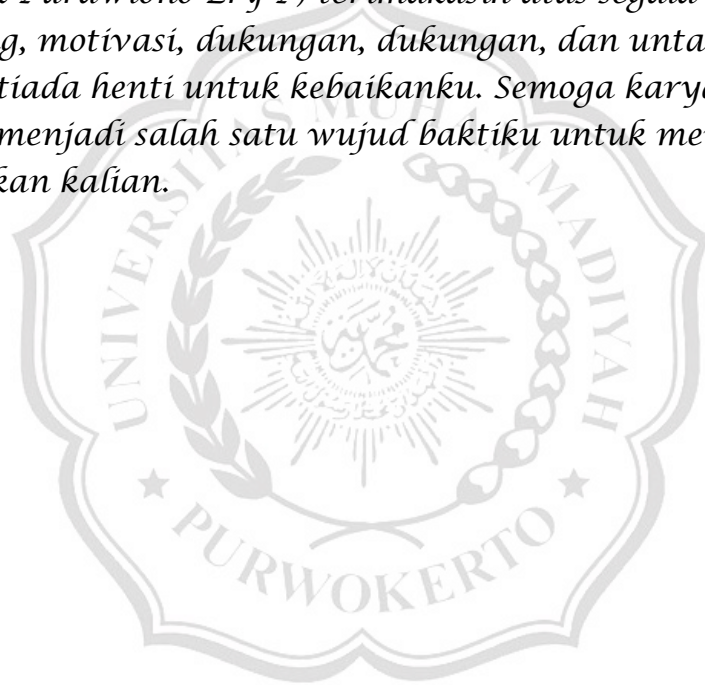 terimakasih atas segala
g, motivasi, dukungan, dukungan, dan unta
tiada henti untuk kebaikanku. Semoga karya
menjadi salah satu wujud baktiku untuk me
kan kalian.
UNIVERSITAS MUHAMMADIYAH
PURWOKERTO